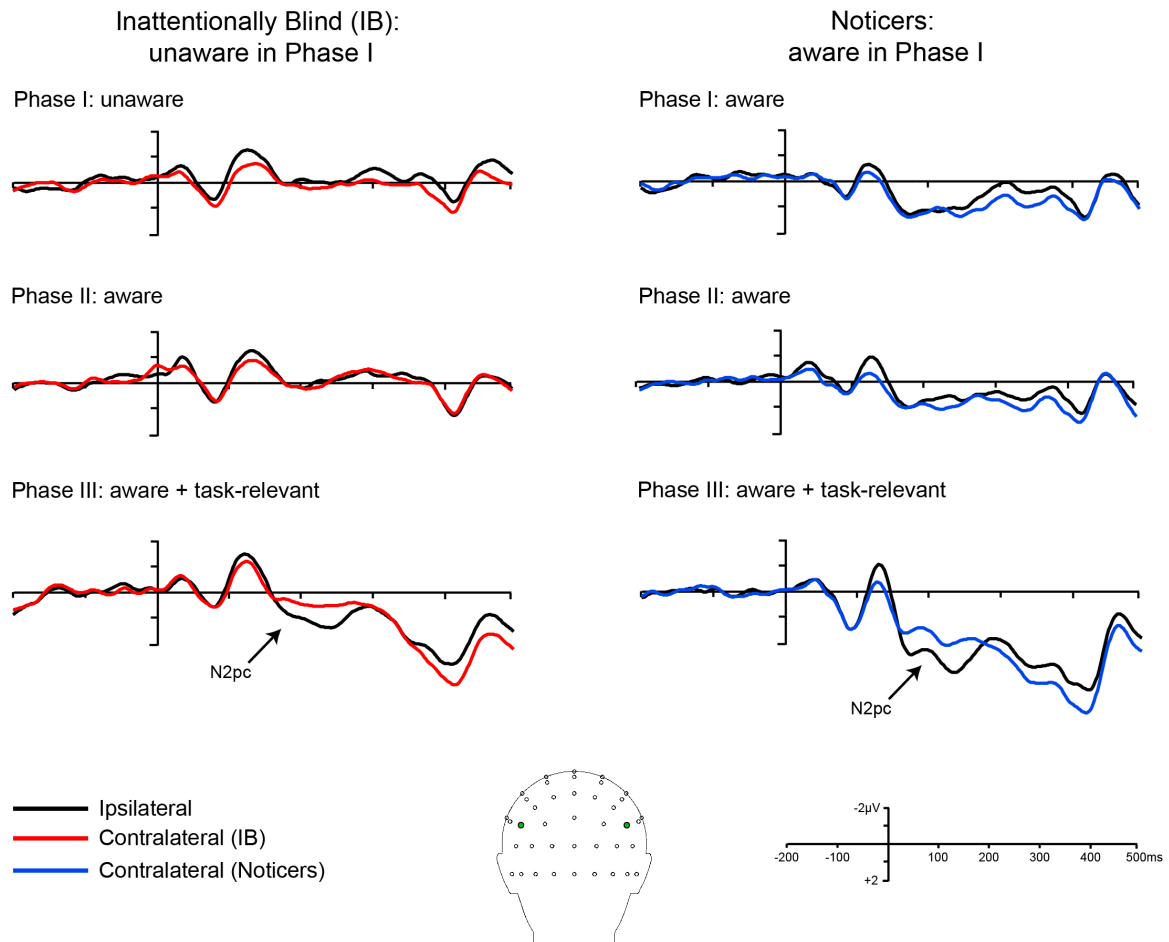 Inattentionally Blind (IB):
unaware in Phase I
Noticers:
aware in Phase I
Phase I: unaware
Phase I: aware
Phase II: aware
Phase II: aware
Phase III: aware + task-relevant
Phase III: aware + task-relevant
N2pc
N2pc
Ipsilateral
Contralateral (IB)
Contralateral (Noticers)
-2µV
-200 -100 100 200 300 400 500ms
+2